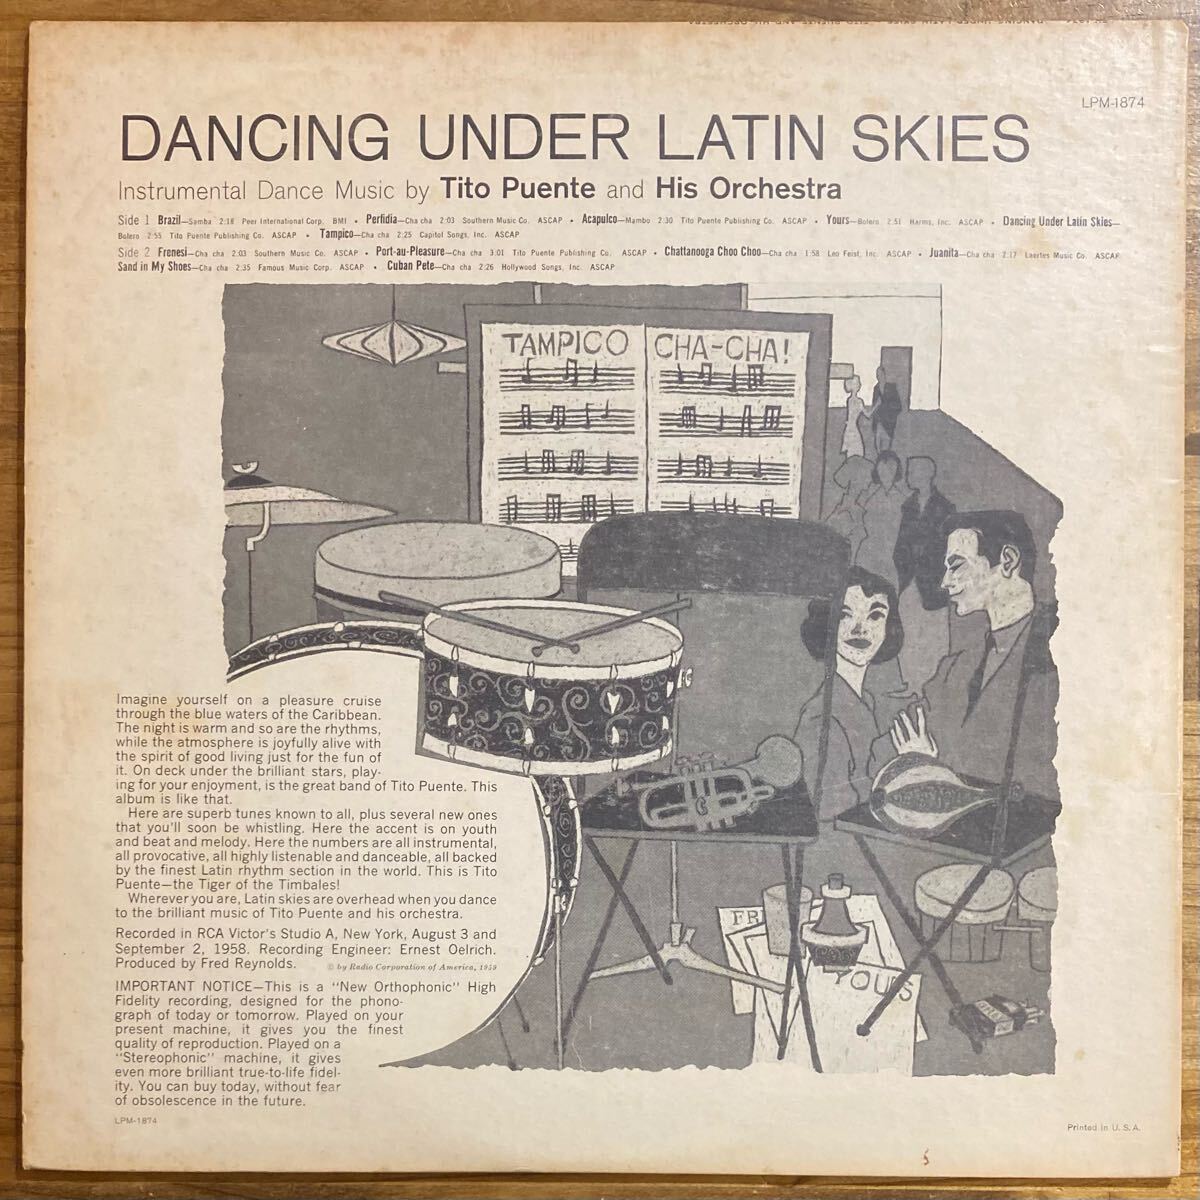 LPM-1874
DANCING UNDER LATIN SKIES
Instrumental Dance Music by Tito Puente and His Orchestra
Side 1 Brazil—Samba 2:18 Peer International Corp. BMI • Perfidia—Cha cha 2:03 Southern Music Co. ASCAP • Acapulco—Mambo 2:30 Tito Puente Publishing Co. ASCAP • Yours—Bolero 2:51 Harms, Inc. ASCAP • Dancing Under Latin Skies—
Bolero 2:55 Tito Puente Publishing Co. ASCAP • Tampico—Cha cha 2:25 Capitol Songs, Inc. ASCAP
Side 2 Frenesi—Cha cha 2:03 Southern Music Co. ASCAP • Port-au-Pleasure—Cha cha 3:01 Tito Puente Publishing Co. ASCAP • Chattanooga Choo Choo—Cha cha 1:58 Leo Feist, Inc. ASCAP • Juanita—Cha cha 2:17 Laertes Music Co. ASCAP
Sand in My Shoes—Cha cha 2:35 Famous Music Corp. ASCAP • Cuban Pete—Cha cha 2:26 Hollywood Songs, Inc. ASCAP
TAMPICO CHA-CHA!
Imagine yourself on a pleasure cruise
through the blue waters of the Caribbean.
The night is warm and so are the rhythms,
while the atmosphere is joyfully alive with
the spirit of good living just for the fun of
it. On deck under the brilliant stars, play-
ing for your enjoyment, is the great band of Tito Puente. This
album is like that.
Here are superb tunes known to all, plus several new ones
that you'll soon be whistling. Here the accent is on youth
and beat and melody. Here the numbers are all instrumental,
all provocative, all highly listenable and danceable, all backed
by the finest Latin rhythm section in the world. This is Tito
Puente—the Tiger of the Timbales!
Wherever you are, Latin skies are overhead when you dance
to the brilliant music of Tito Puente and his orchestra.
Recorded in RCA Victor's Studio A, New York, August 3 and
September 2, 1958. Recording Engineer: Ernest Oelrich.
Produced by Fred Reynolds. © by Radio Corporation of America, 1959
IMPORTANT NOTICE—This is a "New Orthophonic" High
Fidelity recording, designed for the phono-
graph of today or tomorrow. Played on your
present machine, it gives you the finest
quality of reproduction. Played on a
"Stereophonic" machine, it gives
even more brilliant true-to-life fidel-
ity. You can buy today, without fear
of obsolescence in the future.
FR
YOURS
LPM-1874
Printed in U. S. A.